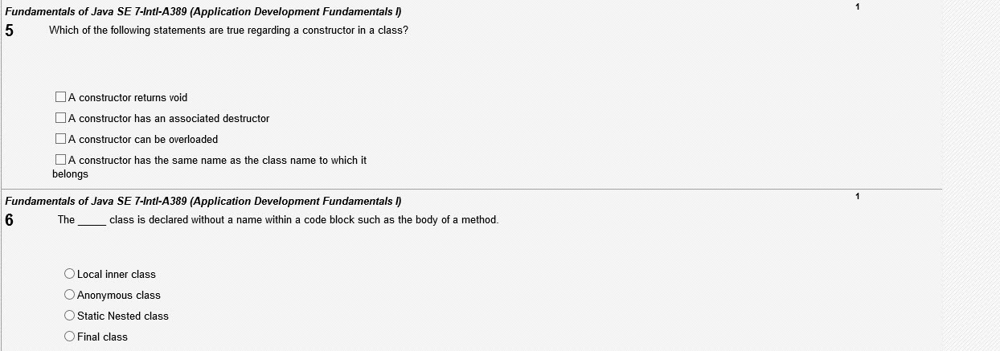 Fundamentals of Java SE 7-Intl-A389 (Application Development Fundamentals I) 1
5 Which of the following statements are true regarding a constructor in a class?
A constructor returns void
A constructor has an associated destructor
A constructor can be overloaded
A constructor has the same name as the class name to which it
belongs
Fundamentals of Java SE 7-Intl-A389 (Application Development Fundamentals I) 1
6 The _____ class is declared without a name within a code block such as the body of a method.
Local inner class
Anonymous class
Static Nested class
Final class